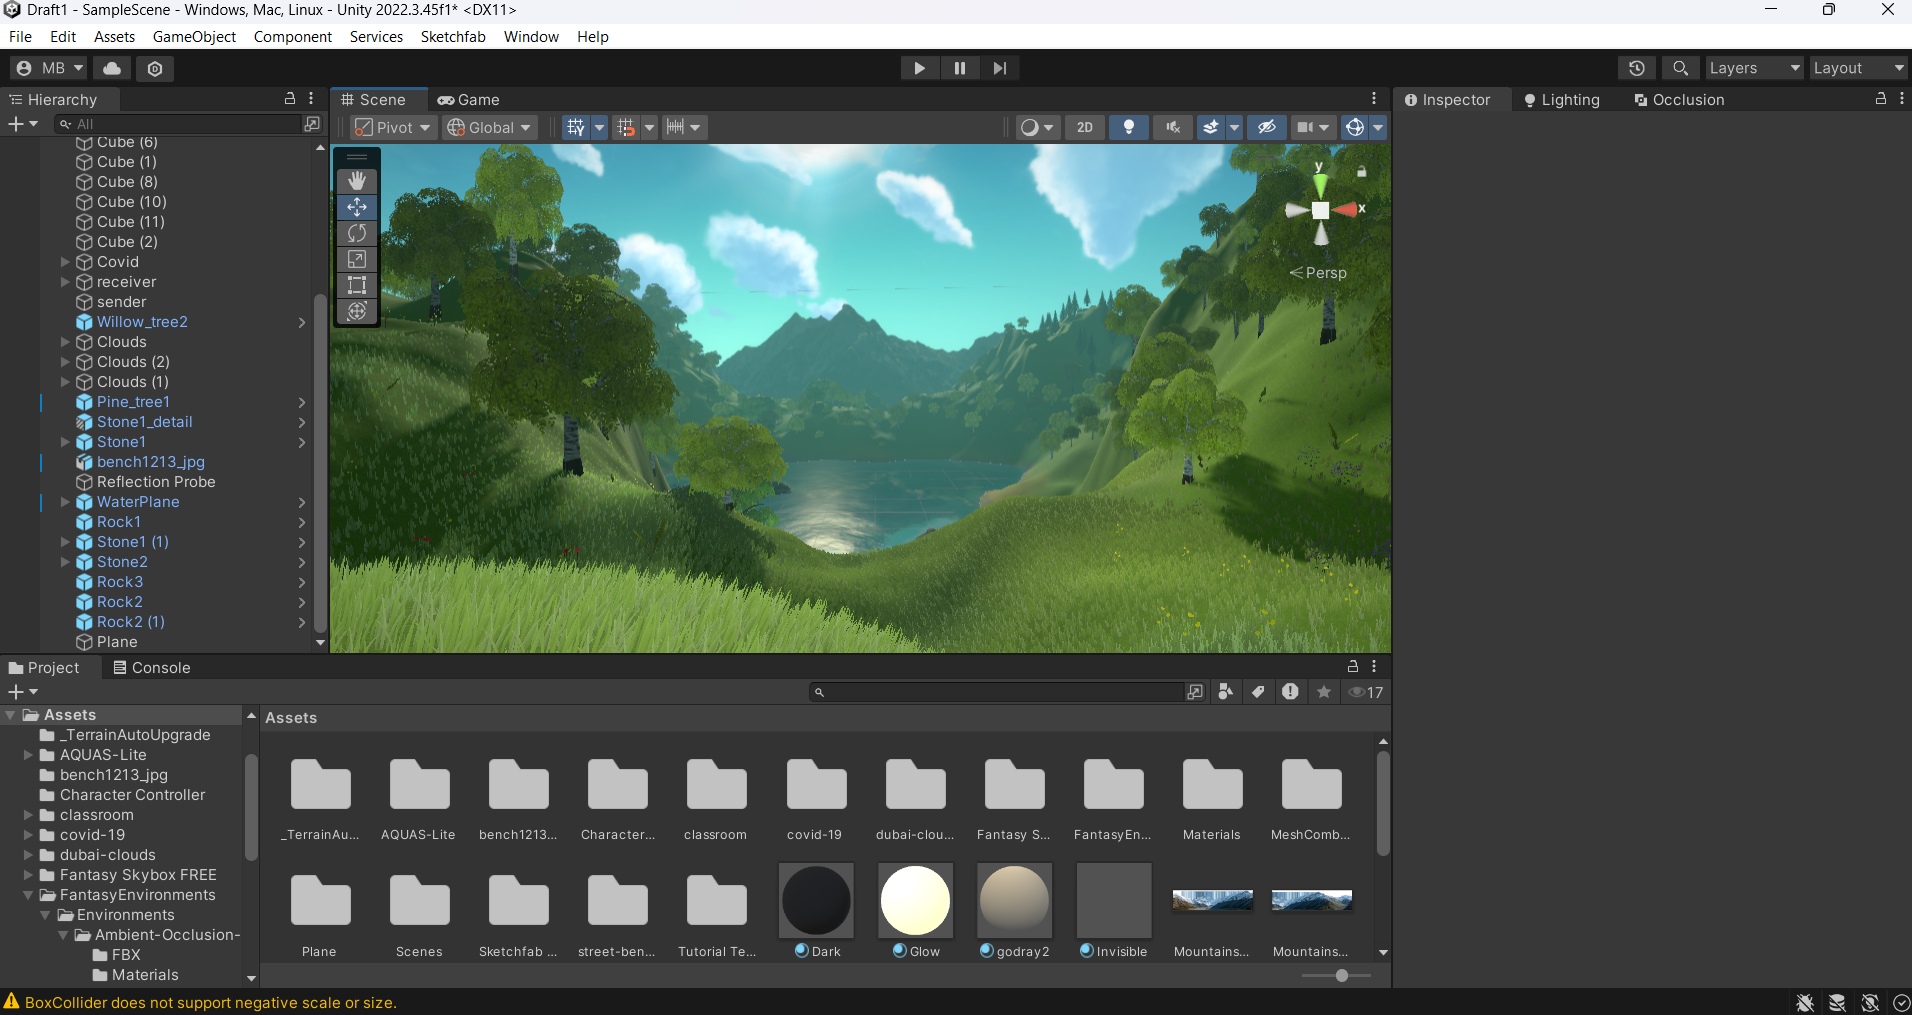 Draft1 - SampleScene - Windows, Mac, Linux - Unity 2022.3.45f1* <DX11>
File Edit Assets GameObject Component Services Sketchfab Window Help
MB Layers Layout
Hierarchy
All
Cube (6)
Cube (1)
Cube (8)
Cube (10)
Cube (11)
Cube (2)
Covid
receiver
sender
Willow_tree2
Clouds
Clouds (2)
Clouds (1)
Pine_tree1
Stone1_detail
Stone1
bench1213_jpg
Reflection Probe
WaterPlane
Rock1
Stone1 (1)
Stone2
Rock3
Rock2
Rock2 (1)
Plane
Scene Game
Pivot Global 2D
y
x
Persp
Inspector Lighting Occlusion
Project Console
17
Assets
_TerrainAutoUpgrade
AQUAS-Lite
bench1213_jpg
Character Controller
classroom
covid-19
dubai-clouds
Fantasy Skybox FREE
FantasyEnvironments
Environments
Ambient-Occlusion-
FBX
Materials
Assets
_TerrainAu... AQUAS-Lite bench1213... Character... classroom covid-19 dubai-clou... Fantasy S... FantasyEn... Materials MeshComb...
Plane Scenes Sketchfab ... street-ben... Tutorial Te... Dark Glow godray2 Invisible Mountains... Mountains...
BoxCollider does not support negative scale or size.